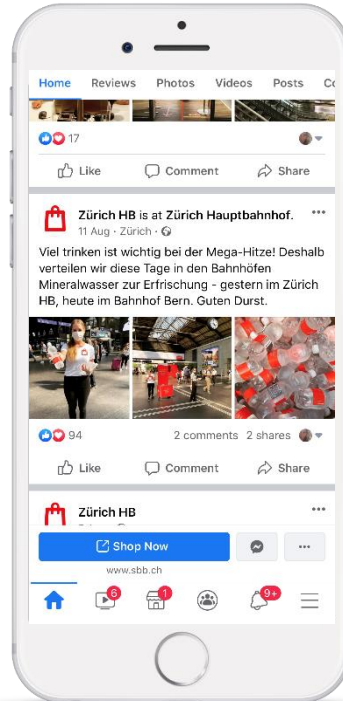 Home Reviews Photos Videos Posts
17
Like Comment Share
Zürich HB is at Zürich Hauptbahnhof.
11 Aug · Zürich ·
Viel trinken ist wichtig bei der Mega-Hitze! Deshalb
verteilen wir diese Tage in den Bahnhöfen
Mineralwasser zur Erfrischung - gestern im Zürich
HB, heute im Bahnhof Bern. Guten Durst.
94 2 comments 2 shares
Like Comment Share
Zürich HB
Shop Now
www.sbb.ch
6 1 9+